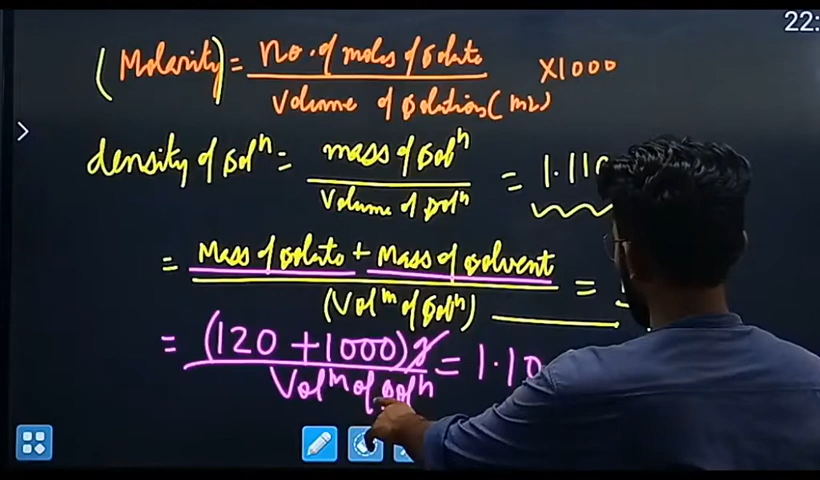 22:
(Molarity) = No. of moles of solute / Volume of solution (mL) X1000
density of solⁿ = mass of solⁿ / Volume of solⁿ = 1.11
= Mass of solute + Mass of solvent / (Volᵐ of solⁿ) =
= (120 + 1000) g / Volᵐ of solⁿ = 1.10